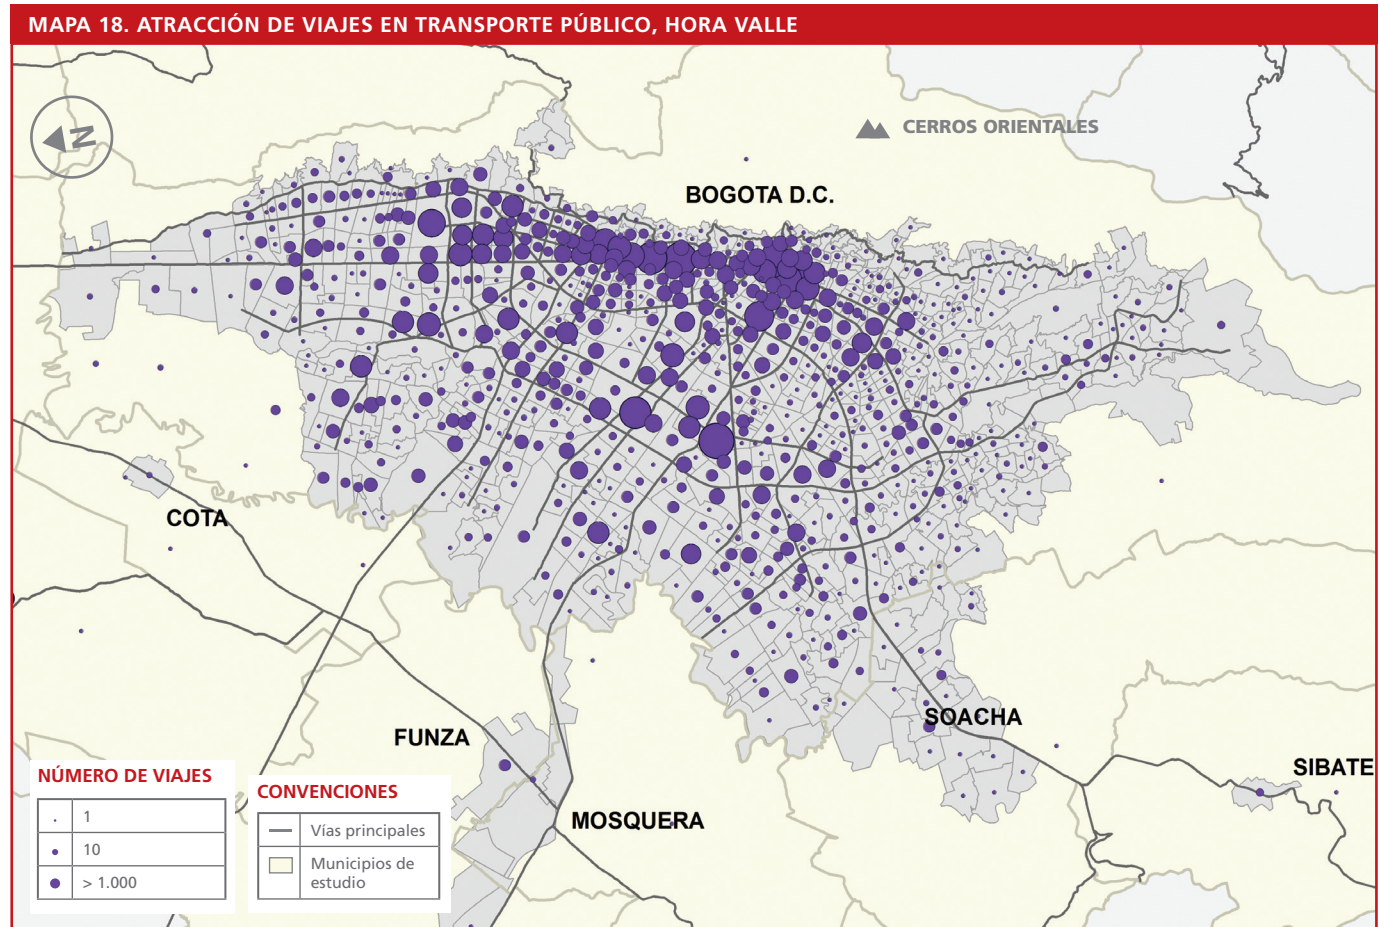 MAPA 18. ATRACCIÓN DE VIAJES EN TRANSPORTE PÚBLICO, HORA VALLE
N
CERROS ORIENTALES
BOGOTA D.C.
COTA
FUNZA
SOACHA
SIBATE
MOSQUERA
NÚMERO DE VIAJES
1
10
> 1.000
CONVENCIONES
Vías principales
Municipios de
estudio